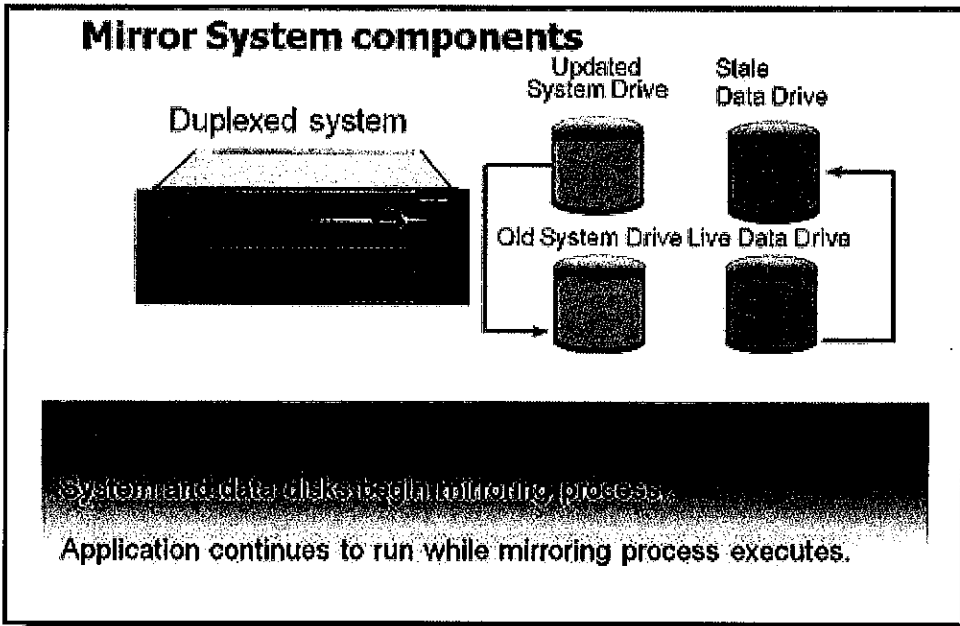 Mirror System components
Updated
System Drive
Stale
Data Drive
Duplexed system
Old System Drive Live Data Drive
System and data disks begin mirroring process.
Application continues to run while mirroring process executes.